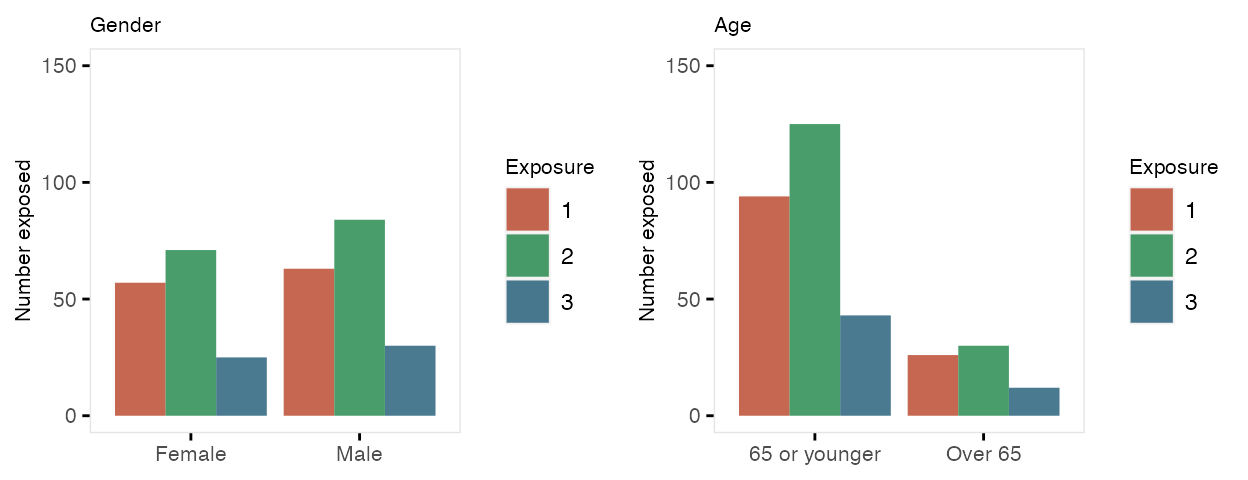 Gender
150
100
50
0
Number exposed
Female Male
Exposure
1
2
3
Age
150
100
50
0
Number exposed
65 or younger Over 65
Exposure
1
2
3